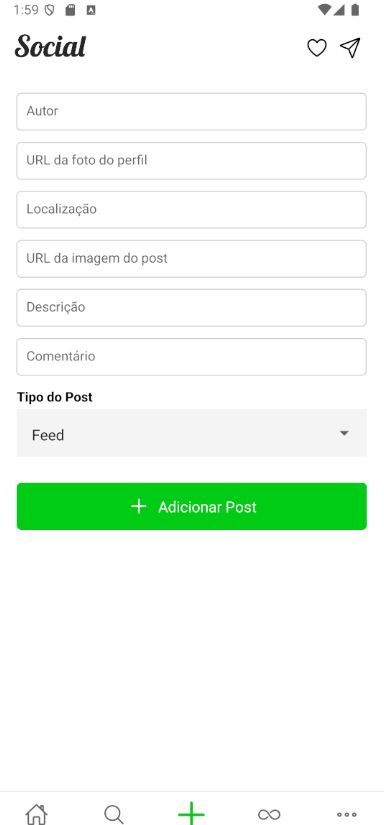 1:59
Social
Autor
URL da foto do perfil
Localização
URL da imagem do post
Descrição
Comentário
Tipo do Post
Feed
Adicionar Post